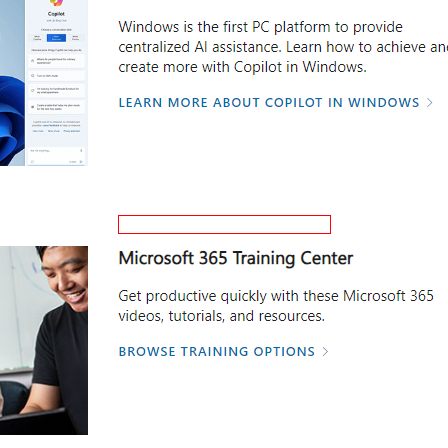 Copilot
Windows is the first PC platform to provide
centralized AI assistance. Learn how to achieve an
create more with Copilot in Windows.
LEARN MORE ABOUT COPILOT IN WINDOWS
Microsoft 365 Training Center
Get productive quickly with these Microsoft 365
videos, tutorials, and resources.
BROWSE TRAINING OPTIONS